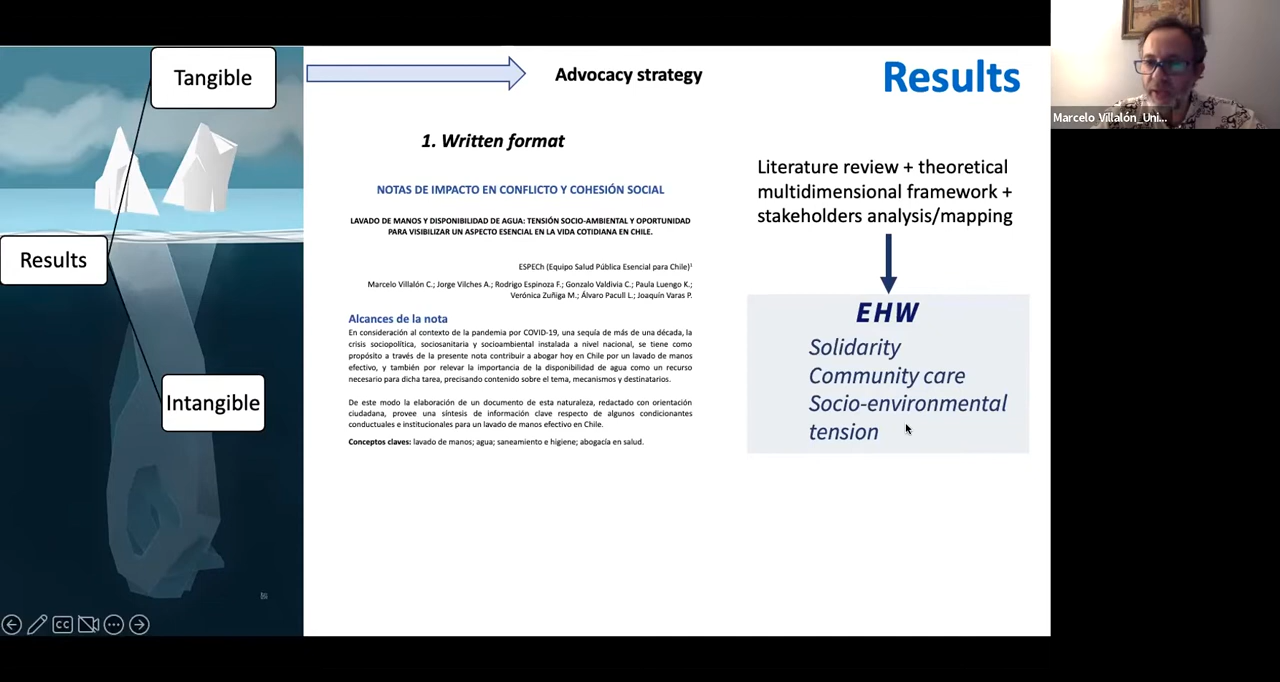 Tangible
Results
Intangible
Advocacy strategy
Results
1. Written format
NOTAS DE IMPACTO EN CONFLICTO Y COHESIÓN SOCIAL
LAVADO DE MANOS Y DISPONIBILIDAD DE AGUA: TENSIÓN SOCIO-AMBIENTAL Y OPORTUNIDAD
PARA VISIBILIZAR UN ASPECTO ESENCIAL EN LA VIDA COTIDIANA EN CHILE.
ESPECh (Equipo Salud Pública Esencial para Chile)¹
Marcelo Villalón C.; Jorge Vilches A.; Rodrigo Espinoza F.; Gonzalo Valdivia C.; Paula Luengo K.;
Verónica Zuñiga M.; Álvaro Pacull L.; Joaquín Varas P.
Alcances de la nota
En consideración al contexto de la pandemia por COVID-19, una sequía de más de una década, la
crisis sociopolítica, sociosanitaria y socioambiental instalada a nivel nacional, se tiene como
propósito a través de la presente nota contribuir a abogar hoy en Chile por un lavado de manos
efectivo, y también por relevar la importancia de la disponibilidad de agua como un recurso
necesario para dicha tarea, precisando contenido sobre el tema, mecanismos y destinatarios.
De este modo la elaboración de un documento de esta naturaleza, redactado con orientación
ciudadana, provee una síntesis de información clave respecto de algunos condicionantes
conductuales e institucionales para un lavado de manos efectivo en Chile.
Conceptos claves: lavado de manos; agua; saneamiento e higiene; abogacía en salud.
Literature review + theoretical
multidimensional framework +
stakeholders analysis/mapping
EHW
Solidarity
Community care
Socio-environmental
tension
CC
Marcelo Villalón_Uni...